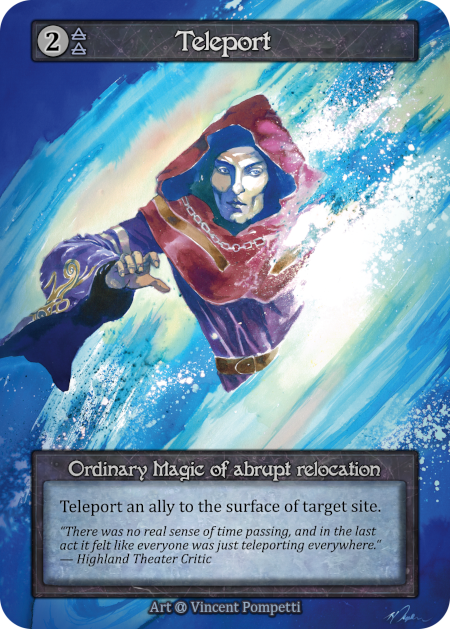 2
Teleport
Ordinary Magic of abrupt relocation
Teleport an ally to the surface of target site.
"There was no real sense of time passing, and in the last
act it felt like everyone was just teleporting everywhere."
— Highland Theater Critic
Art @ Vincent Pompetti